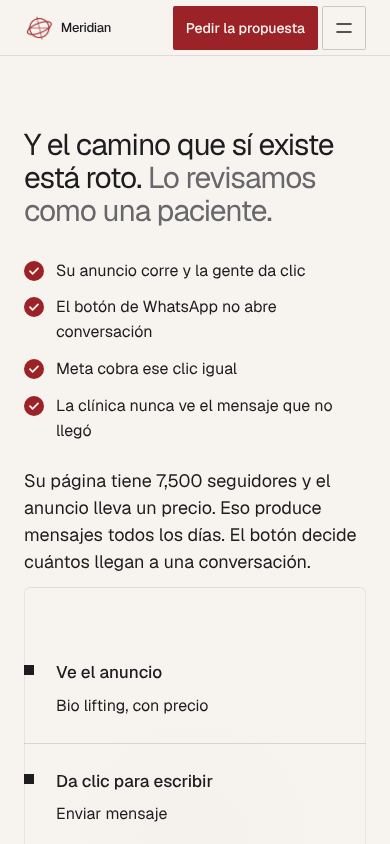 Meridian
Pedir la propuesta
Y el camino que sí existe
está roto. Lo revisamos
como una paciente.
Su anuncio corre y la gente da clic
El botón de WhatsApp no abre
conversación
Meta cobra ese clic igual
La clínica nunca ve el mensaje que no
llegó
Su página tiene 7,500 seguidores y el
anuncio lleva un precio. Eso produce
mensajes todos los días. El botón decide
cuántos llegan a una conversación.
Ve el anuncio
Bio lifting, con precio
Da clic para escribir
Enviar mensaje